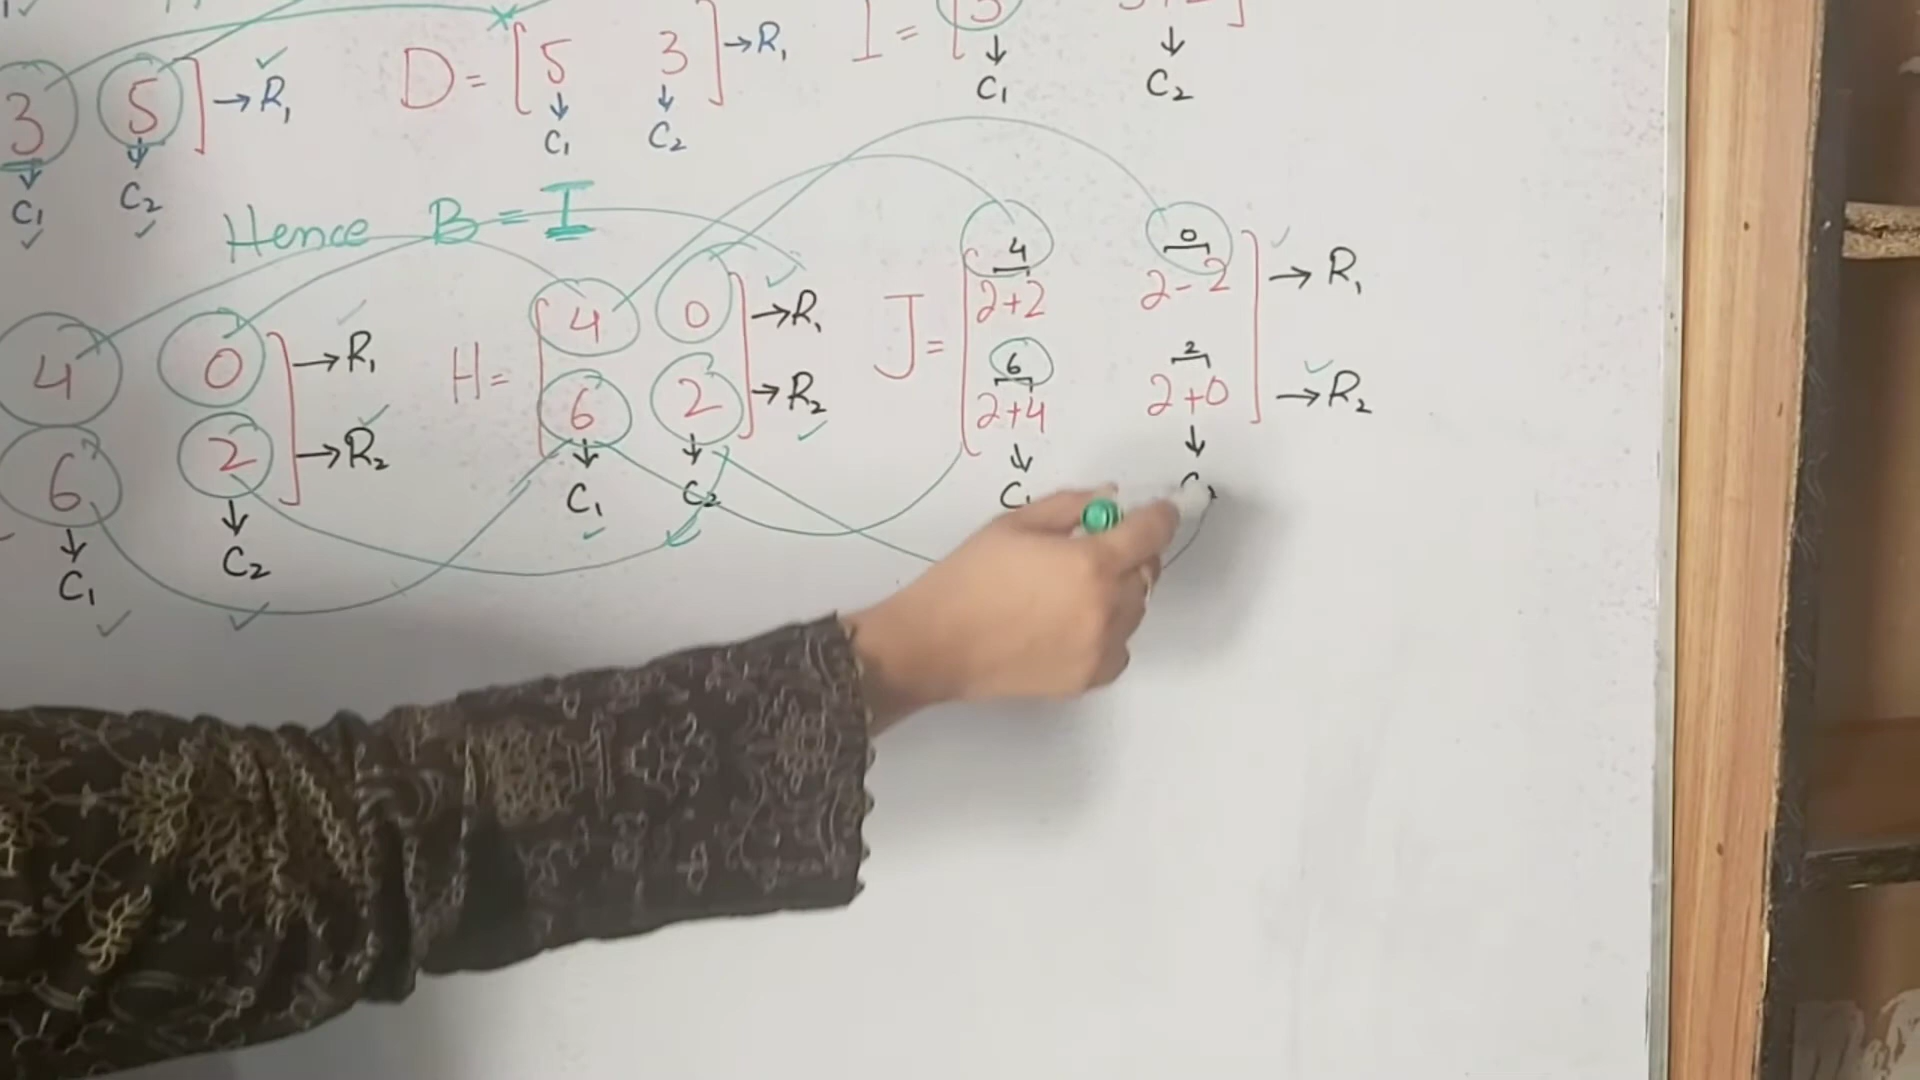 D = [ 5 3 ] → R₁
I = [
↓ ↓
C₁ C₂
3 5 ] → R₁
↓ ↓
C₁ C₂
↓ ↓
C₁ C₂
Hence B = I
4 0 ] → R₁
6 2 ] → R₂
↓ ↓
C₁ C₂
H = [ 4 0 ] → R₁
6 2 ] → R₂
↓ ↓
C₁ C₂
4 0
J = [ 2+2 2-2 ] → R₁
6 2
2+4 2+0 → R₂
↓ ↓
C₁ C₂